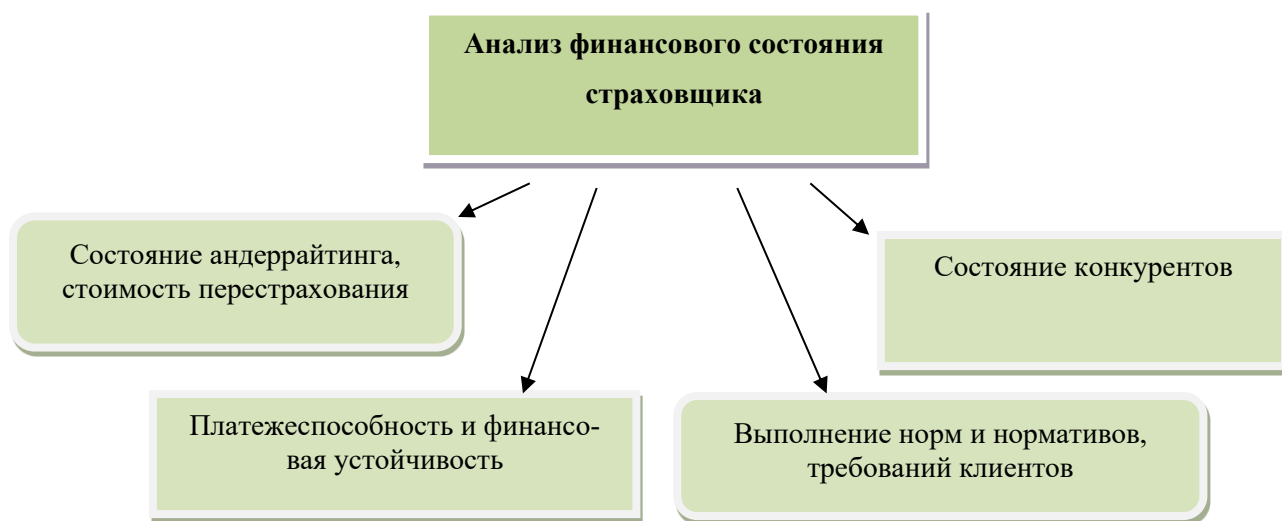 Анализ финансового состояния
страховщика
Состояние андеррайтинга,
стоимость перестрахования
Состояние конкурентов
Платежеспособность и финансо-
вая устойчивость
Выполнение норм и нормативов,
требований клиентов